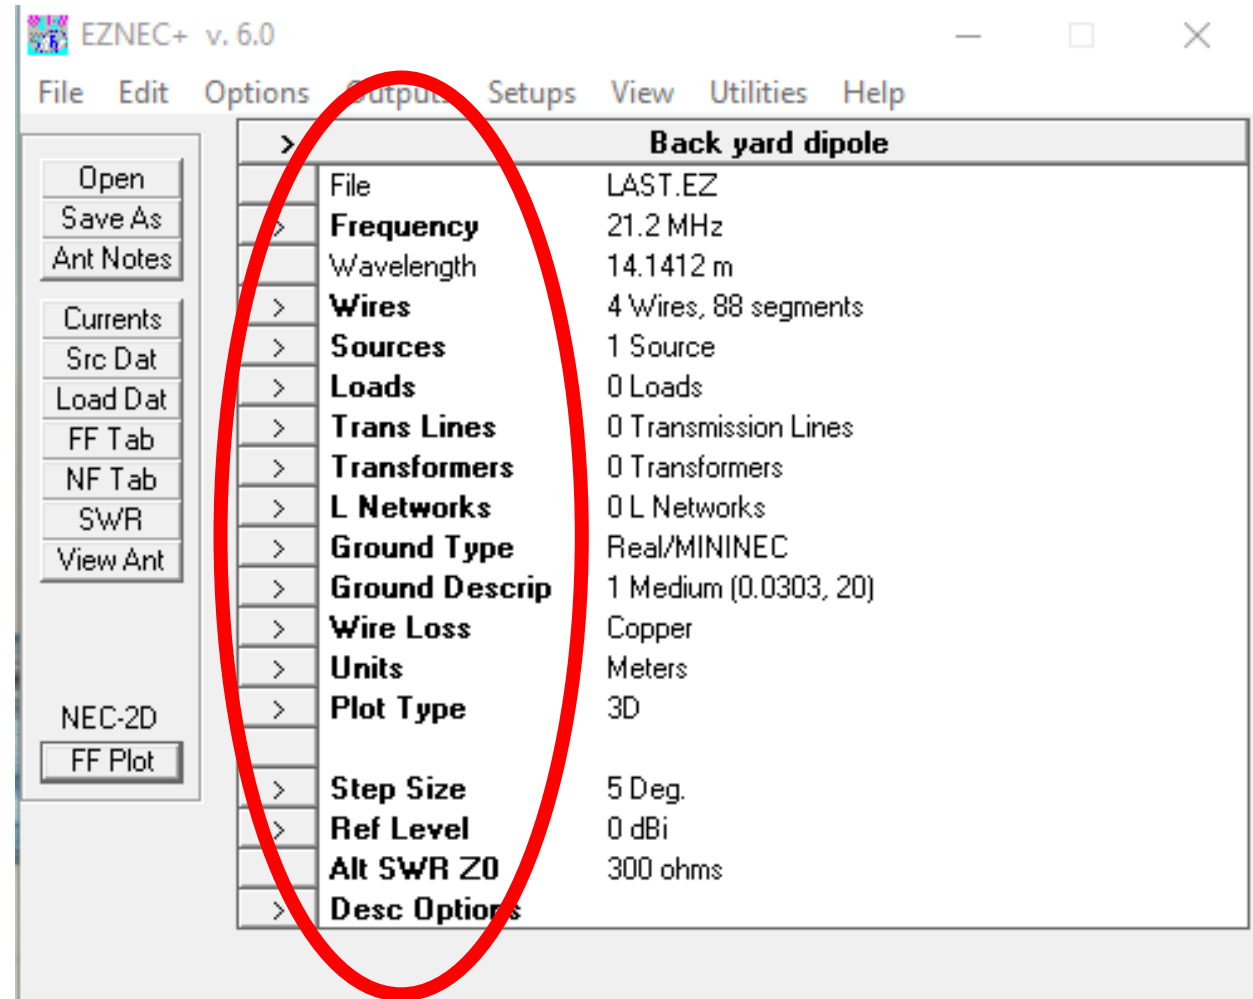 EZNEC+ v. 6.0
File Edit Options Outputs Setups View Utilities Help
> Back yard dipole
Open
Save As
Ant Notes
Currents
Src Dat
Load Dat
FF Tab
NF Tab
SWR
View Ant
NEC-2D
FF Plot
File LAST.EZ
> Frequency 21.2 MHz
Wavelength 14.1412 m
> Wires 4 Wires, 88 segments
> Sources 1 Source
> Loads 0 Loads
> Trans Lines 0 Transmission Lines
> Transformers 0 Transformers
> L Networks 0 L Networks
> Ground Type Real/MININEC
> Ground Descrip 1 Medium (0.0303, 20)
> Wire Loss Copper
> Units Meters
> Plot Type 3D
> Step Size 5 Deg.
> Ref Level 0 dBi
Alt SWR Z0 300 ohms
> Desc Options